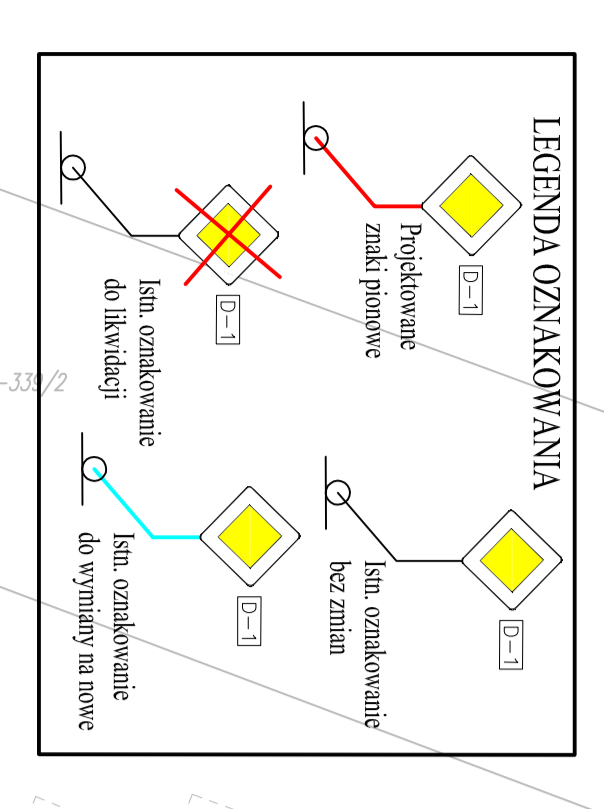 LEGENDA OZNAKOWANIA
D-1
Projektowane
znaki pionowe
D-1
Istn. oznakowanie
bez zmian
D-1
Istn. oznakowanie
do likwidacji
D-1
Istn. oznakowanie
do wymiany na nowe
-339/2